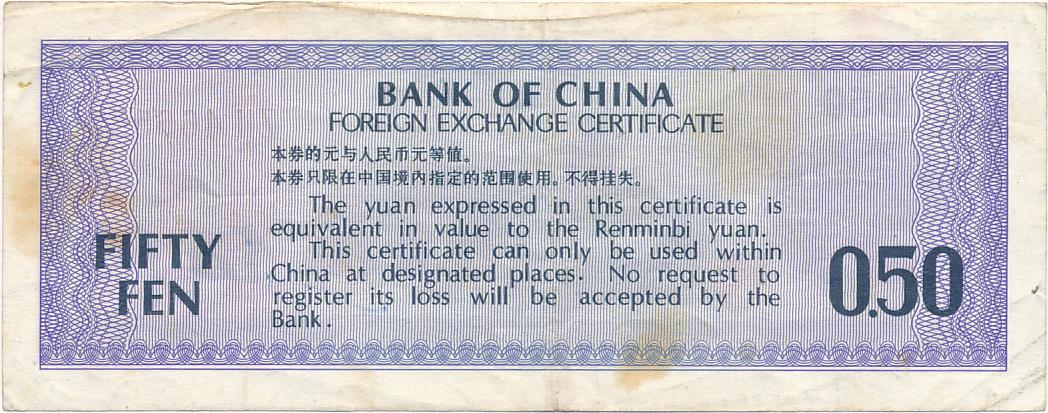 BANK OF CHINA
FOREIGN EXCHANGE CERTIFICATE
本券的元与人民币元等值。
本券只限在中国境内指定的范围使用。不得挂失。
The yuan expressed in this certificate is
equivalent in value to the Renminbi yuan.
This certificate can only be used within
China at designated places. No request to
register its loss will be accepted by the
Bank.
FIFTY
FEN
0.50